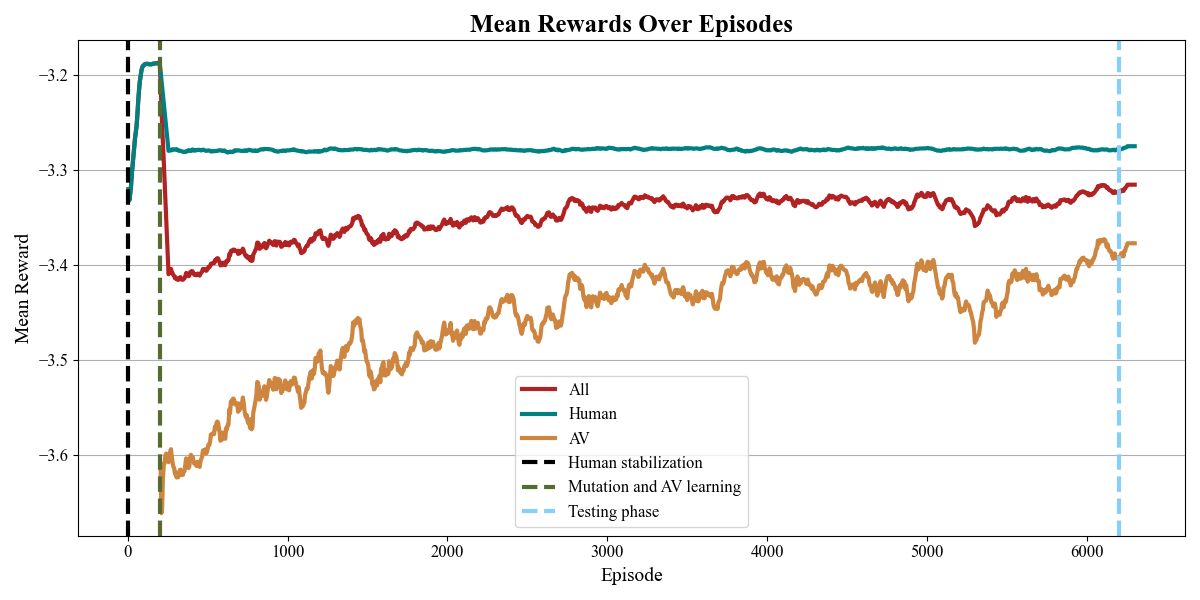 Mean Rewards Over Episodes
Mean Reward
−3.2
−3.3
−3.4
−3.5
−3.6
All
Human
AV
Human stabilization
Mutation and AV learning
Testing phase
0 1000 2000 3000 4000 5000 6000
Episode